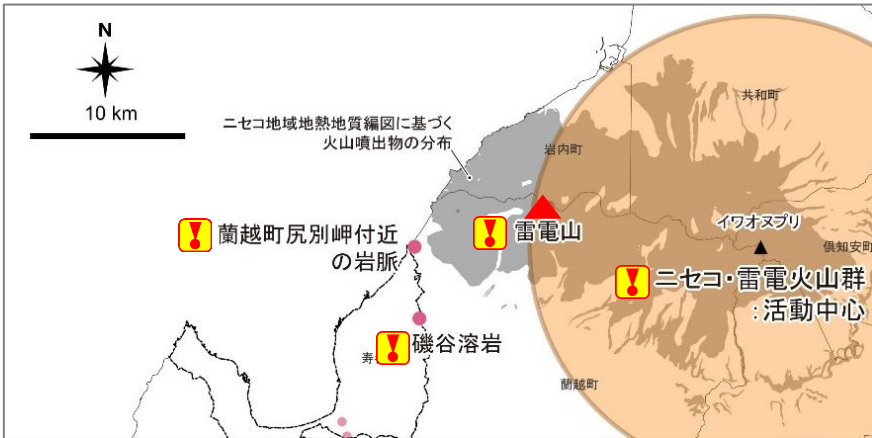 N
10 km
ニセコ地域地熱地質編図に基づく
火山噴出物の分布
共和町
岩内町
蘭越町尻別岬付近
の岩脈
雷電山
イワオヌプリ
倶知安町
ニセコ・雷電火山群
：活動中心
磯谷溶岩
寿
蘭越町